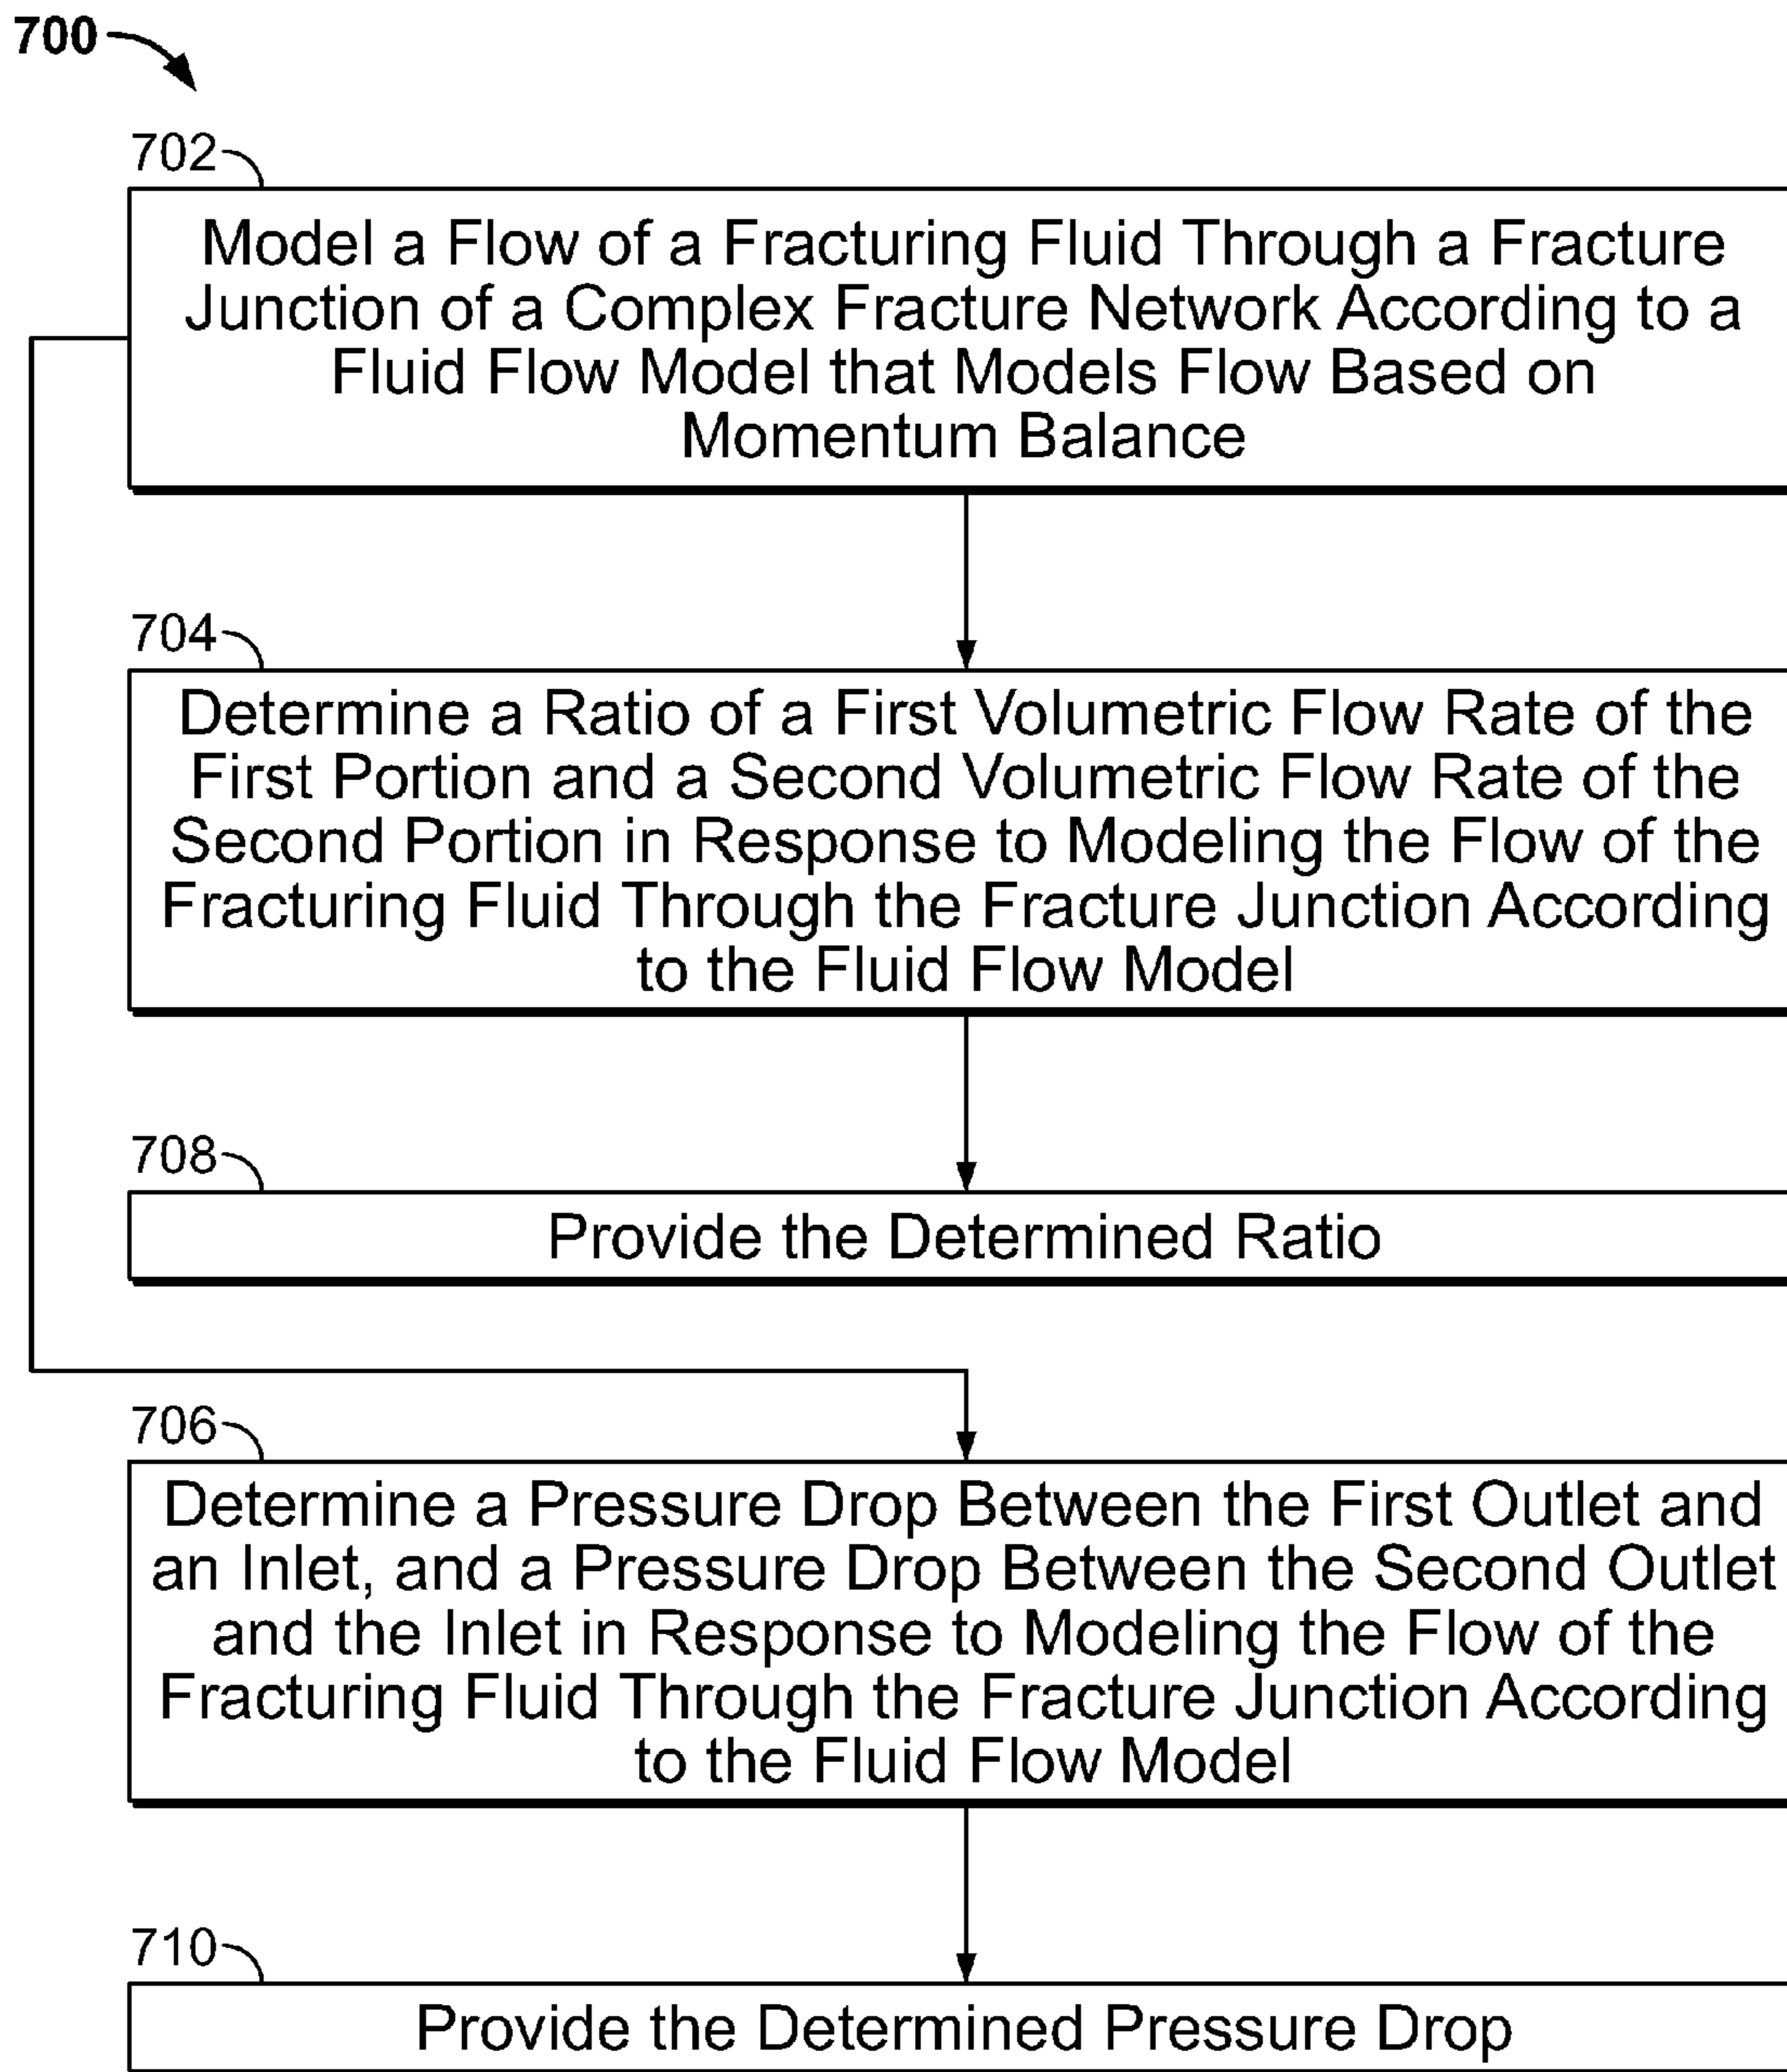 700
702
Model a Flow of a Fracturing Fluid Through a Fracture
Junction of a Complex Fracture Network According to a
Fluid Flow Model that Models Flow Based on
Momentum Balance
704
Determine a Ratio of a First Volumetric Flow Rate of the
First Portion and a Second Volumetric Flow Rate of the
Second Portion in Response to Modeling the Flow of the
Fracturing Fluid Through the Fracture Junction According
to the Fluid Flow Model
708
Provide the Determined Ratio
706
Determine a Pressure Drop Between the First Outlet and
an Inlet, and a Pressure Drop Between the Second Outlet
and the Inlet in Response to Modeling the Flow of the
Fracturing Fluid Through the Fracture Junction According
to the Fluid Flow Model
710
Provide the Determined Pressure Drop